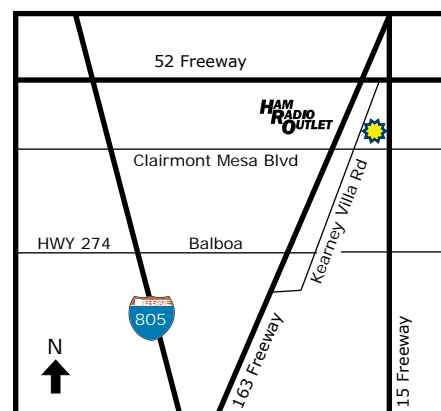 52 Freeway
HAM
RADIO
OUTLET
Clairmont Mesa Blvd
Kearney Villa Rd
HWY 274
Balboa
INTERSTATE
805
N
163 Freeway
15 Freeway